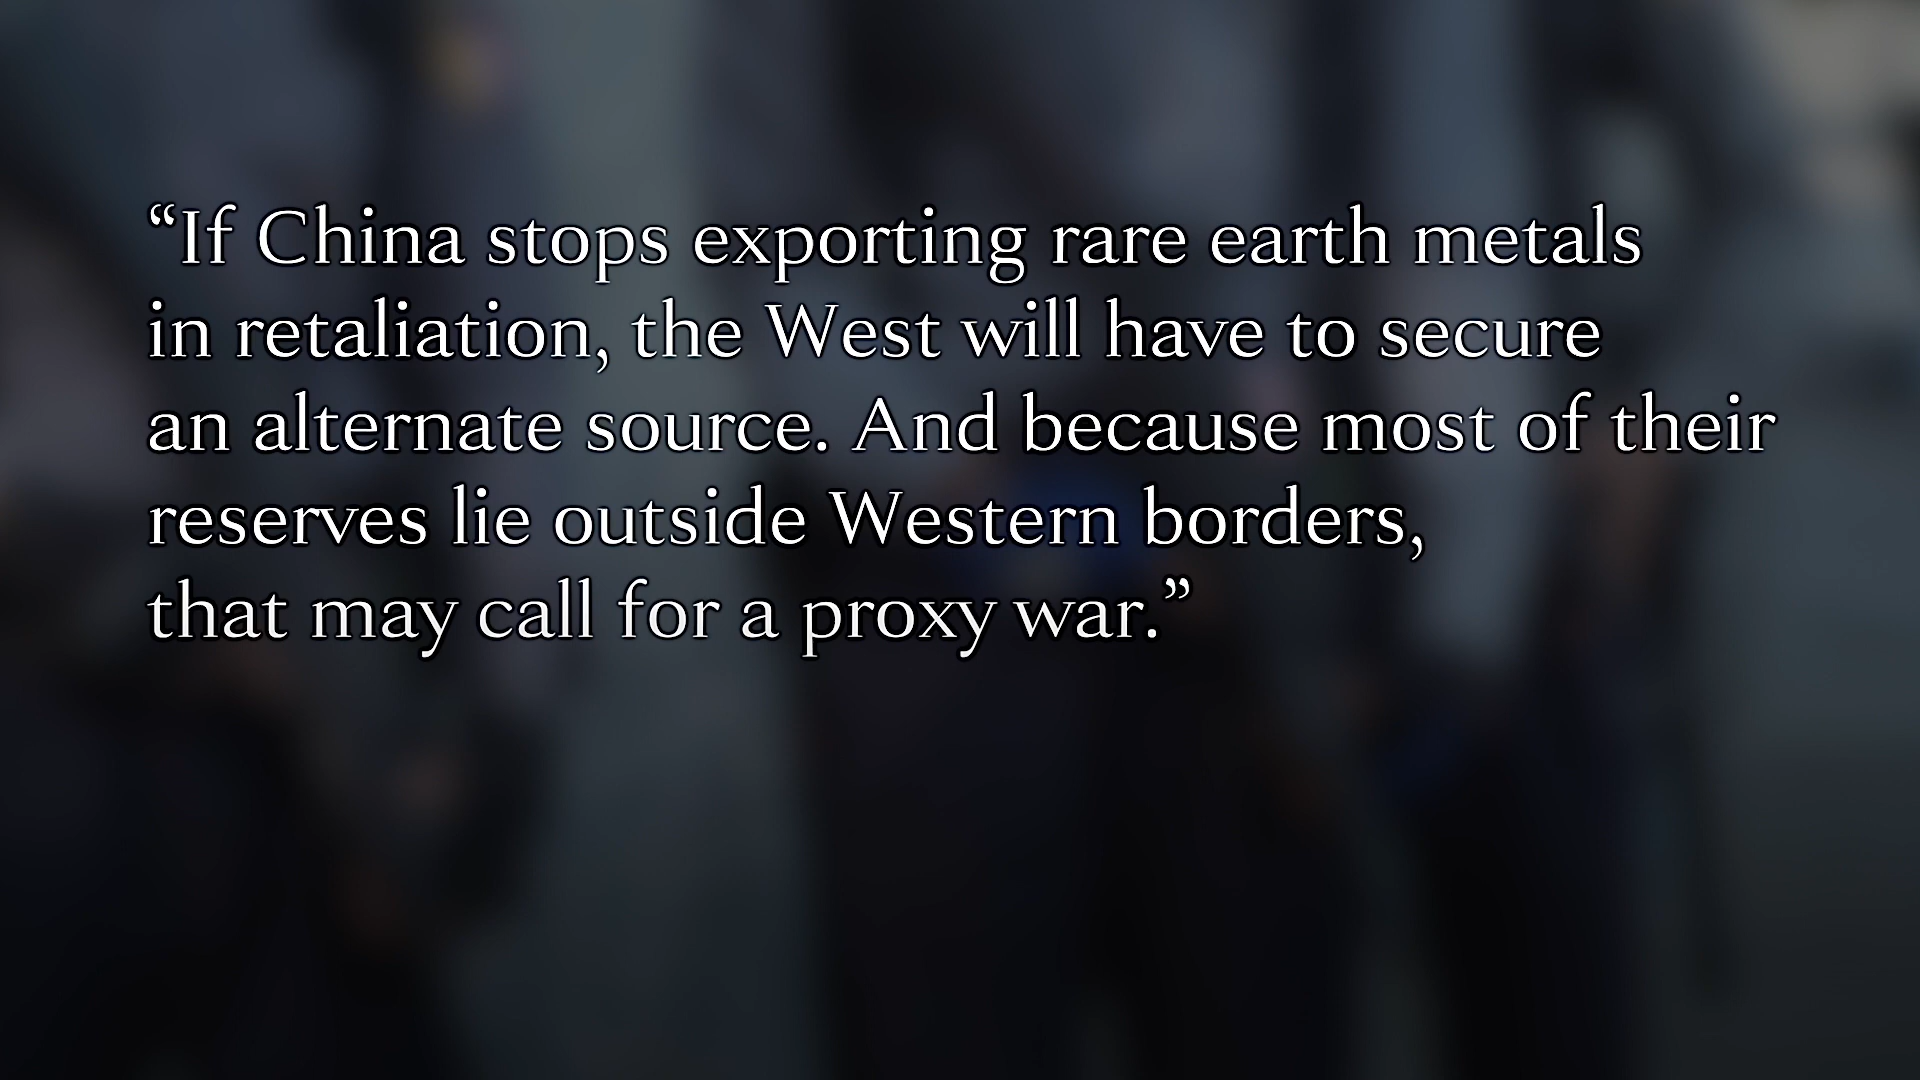 “If China stops exporting rare earth metals
in retaliation, the West will have to secure
an alternate source. And because most of their
reserves lie outside Western borders,
that may call for a proxy war.”